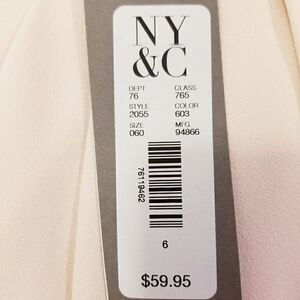 NY
&C
DEPT CLASS
76 765
STYLE COLOR
2055 603
SIZE MFG
060 94866
76119462
6
$59.95